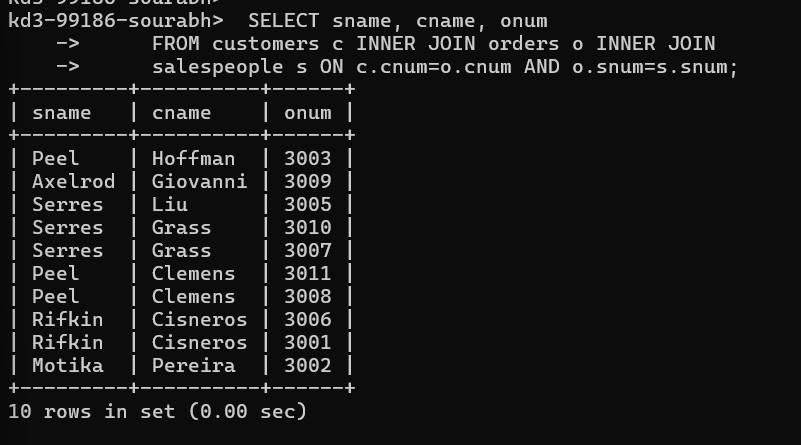 kd3-99186-sourabh>
kd3-99186-sourabh>  SELECT sname, cname, onum
    ->      FROM customers c INNER JOIN orders o INNER JOIN
    ->      salespeople s ON c.cnum=o.cnum AND o.snum=s.snum;
+---------+----------+------+
| sname   | cname    | onum |
+---------+----------+------+
| Peel    | Hoffman  | 3003 |
| Axelrod | Giovanni | 3009 |
| Serres  | Liu      | 3005 |
| Serres  | Grass    | 3010 |
| Serres  | Grass    | 3007 |
| Peel    | Clemens  | 3011 |
| Peel    | Clemens  | 3008 |
| Rifkin  | Cisneros | 3006 |
| Rifkin  | Cisneros | 3001 |
| Motika  | Pereira  | 3002 |
+---------+----------+------+
10 rows in set (0.00 sec)